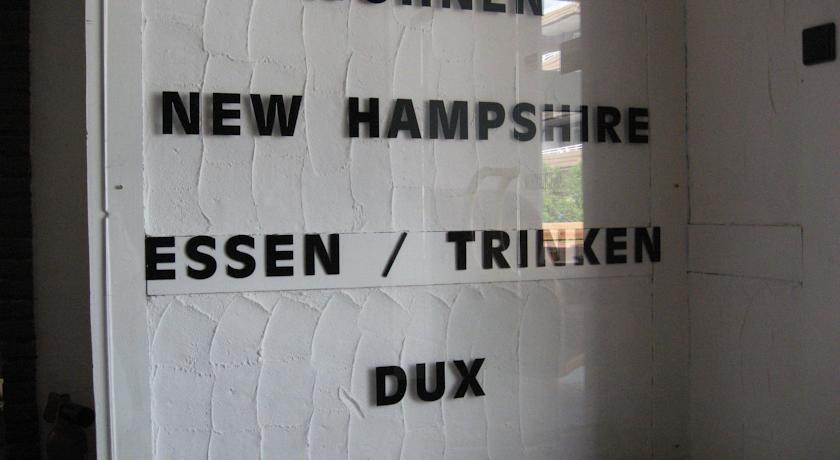 NEW HAMPSHIRE
ESSEN / TRINKEN
DUX